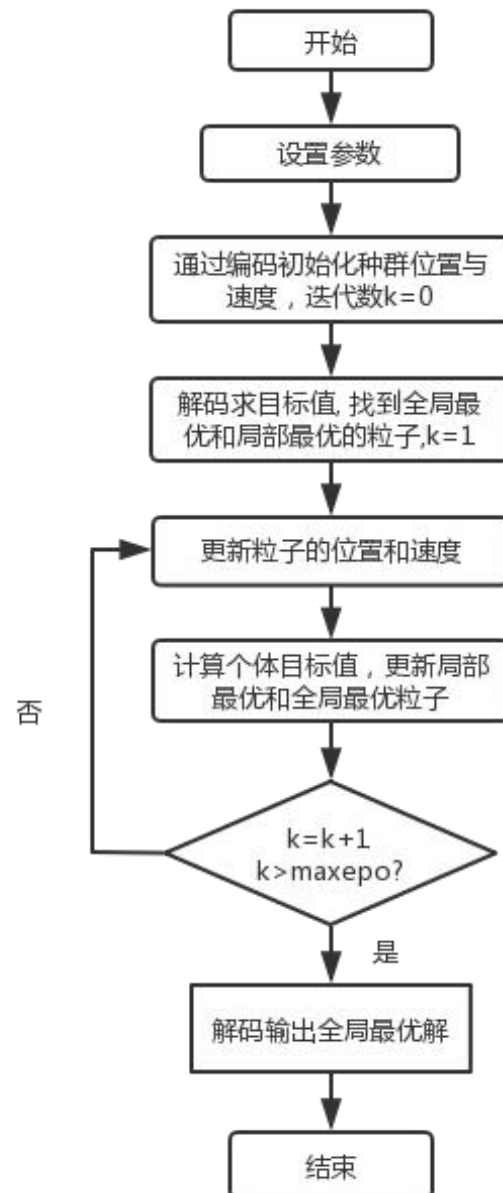 开始
设置参数
通过编码初始化种群位置与
速度，迭代数k=0
解码求目标值, 找到全局最
优和局部最优的粒子,k=1
更新粒子的位置和速度
计算个体目标值，更新局部
最优和全局最优粒子
否
k=k+1
k>maxepo?
是
解码输出全局最优解
结束